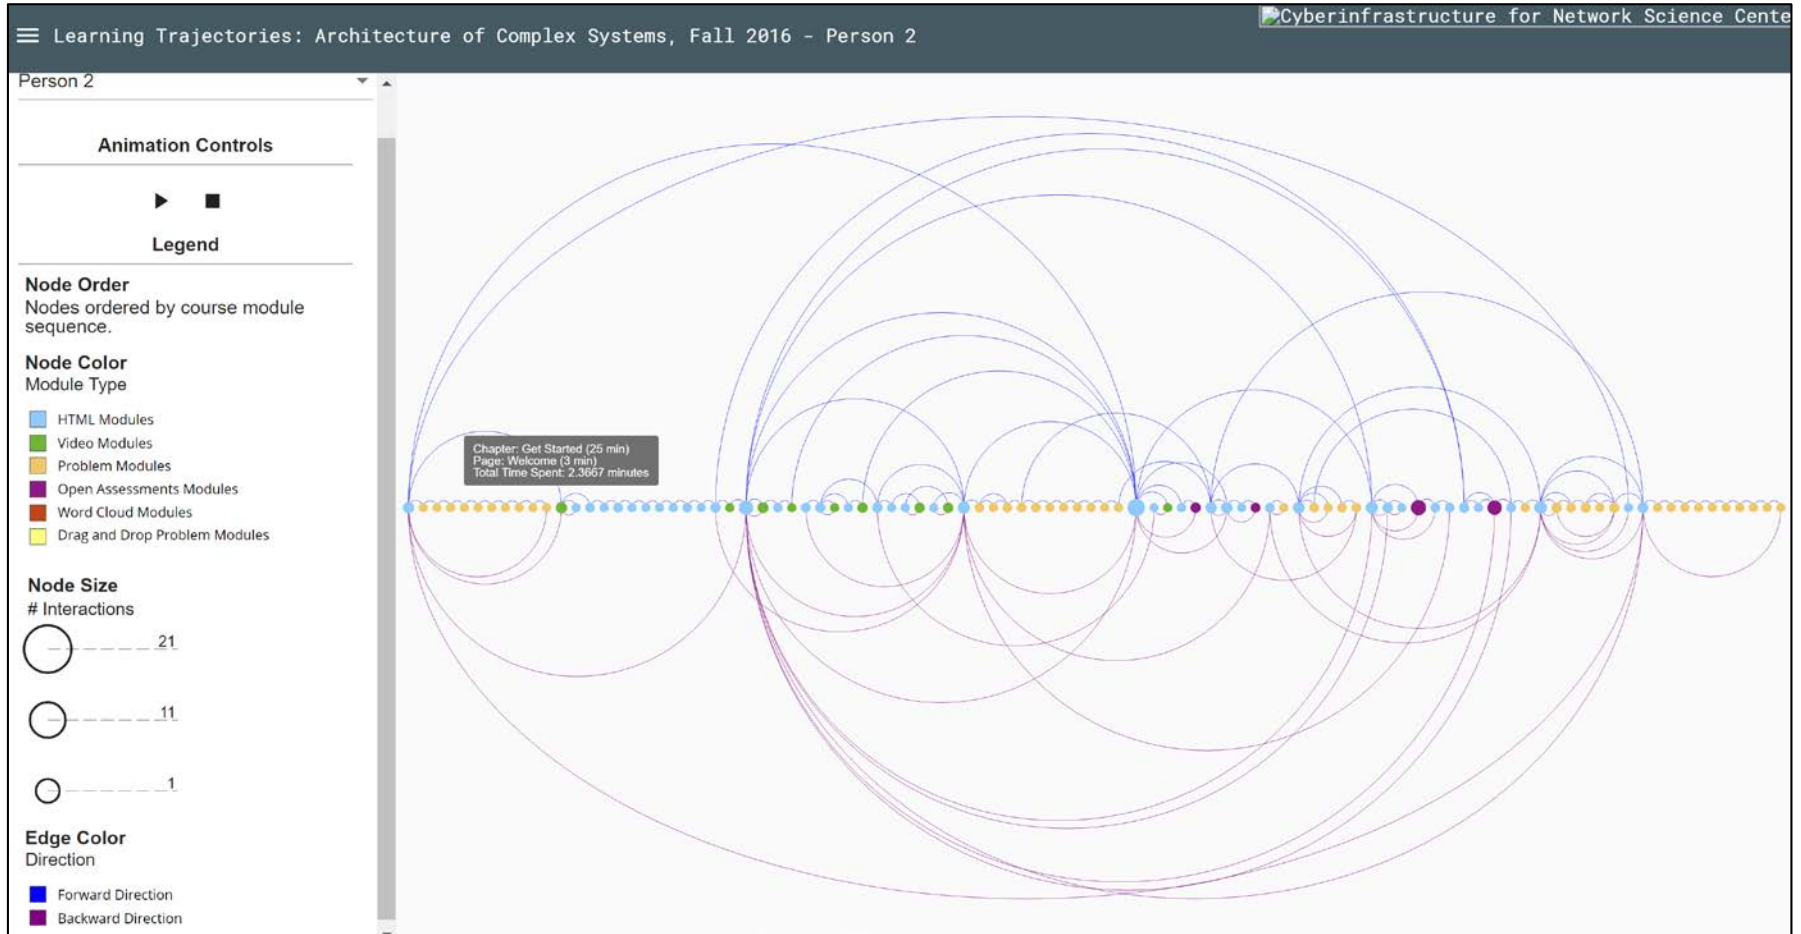 Cyberinfrastructure for Network Science Cente
Learning Trajectories: Architecture of Complex Systems, Fall 2016 - Person 2
Person 2
Animation Controls
Legend
Node Order
Nodes ordered by course module
sequence.
Node Color
Module Type
HTML Modules
Video Modules
Problem Modules
Open Assessments Modules
Word Cloud Modules
Drag and Drop Problem Modules
Node Size
# Interactions
21
11
1
Edge Color
Direction
Forward Direction
Backward Direction
Chapter: Get Started (25 min)
Page: Welcome (3 min)
Total Time Spent: 2.3667 minutes